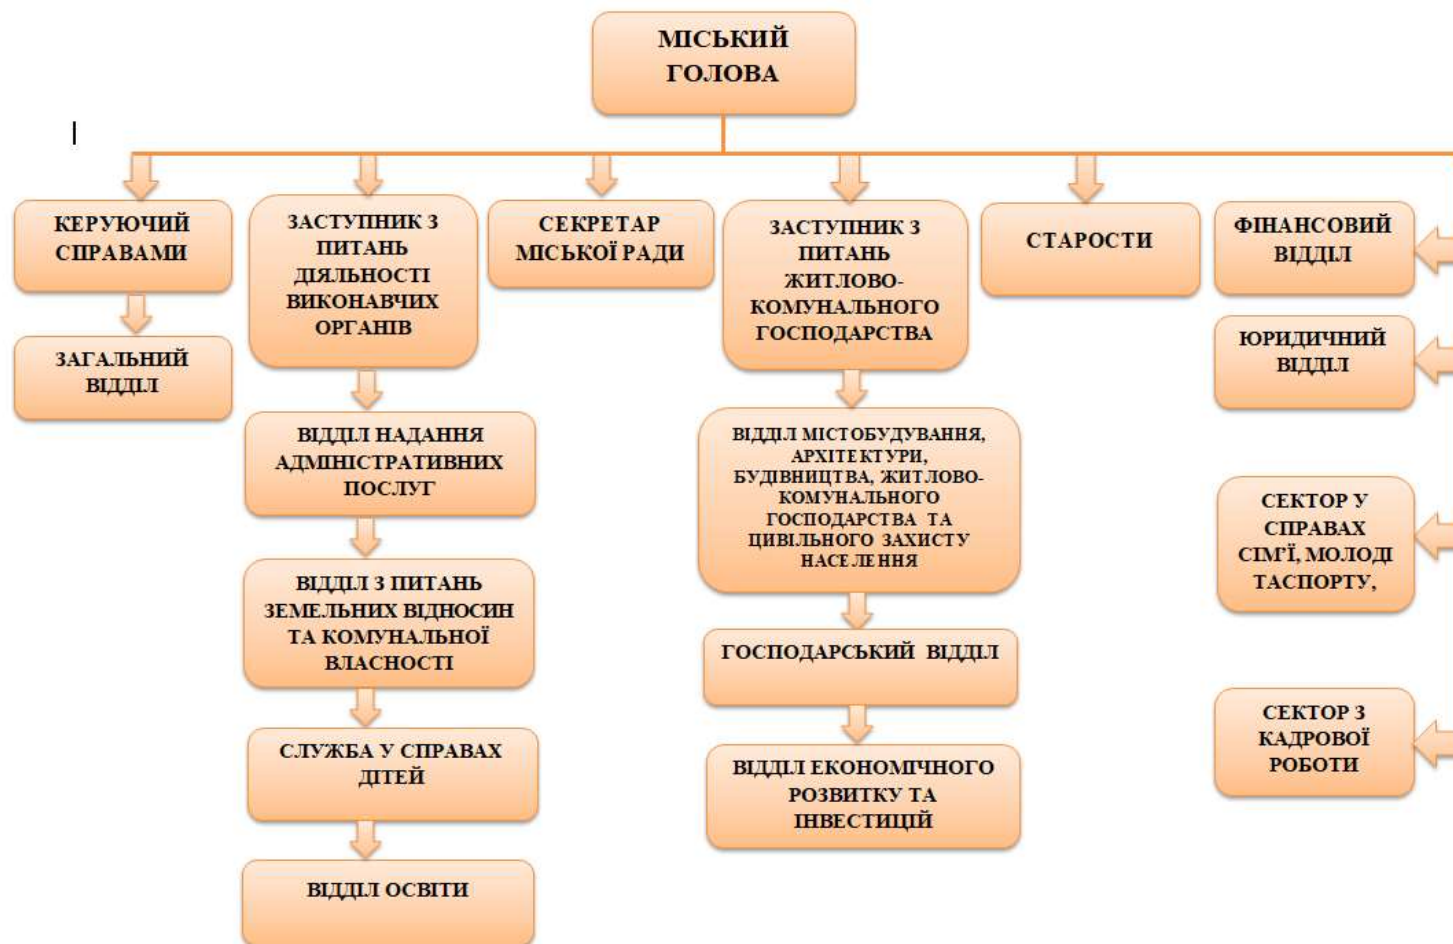 МІСЬКИЙ
ГОЛОВА
КЕРУЮЧИЙ
СПРАВАМИ
ЗАГАЛЬНИЙ
ВІДДІЛ
ЗАСТУПНИК З
ПИТАНЬ
ДІЯЛЬНОСТІ
ВИКОНАВЧИХ
ОРГАНІВ
ВІДДІЛ НАДАННЯ
АДМІНІСТРАТИВНИХ
ПОСЛУГ
ВІДДІЛ З ПИТАНЬ
ЗЕМЕЛЬНИХ ВІДНОСИН
ТА КОМУНАЛЬНОЇ
ВЛАСНОСТІ
СЛУЖБА У СПРАВАХ
ДІТЕЙ
ВІДДІЛ ОСВІТИ
СЕКРЕТАР
МІСЬКОЇ РАДИ
ЗАСТУПНИК З
ПИТАНЬ
ЖИТЛОВО-
КОМУНАЛЬНОГО
ГОСПОДАРСТВА
ВІДДІЛ МІСТОБУДУВАННЯ,
АРХІТЕКТУРИ,
БУДІВНИЦТВА, ЖИТЛОВО-
КОМУНАЛЬНОГО
ГОСПОДАРСТВА ТА
ЦИВІЛЬНОГО ЗАХИСТУ
НАСЕЛЕННЯ
ГОСПОДАРСЬКИЙ ВІДДІЛ
ВІДДІЛ ЕКОНОМІЧНОГО
РОЗВИТКУ ТА
ІНВЕСТИЦІЙ
СТАРОСТИ
ФІНАНСОВИЙ
ВІДДІЛ
ЮРИДИЧНИЙ
ВІДДІЛ
СЕКТОР У
СПРАВАХ
СІМ'Ї, МОЛОДІ
ТАСПОРТУ,
СЕКТОР З
КАДРОВОЇ
РОБОТИ